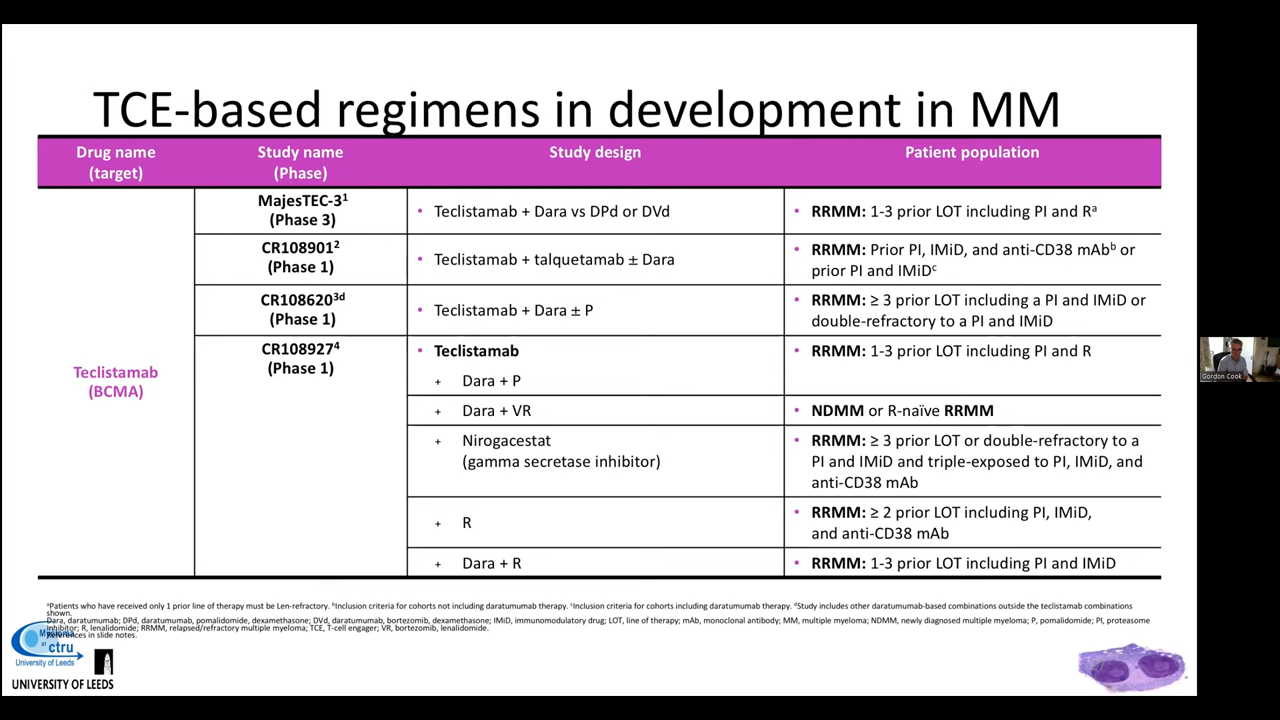 TCE-based regimens in development in MM
Drug name
(target)
Study name
(Phase)
Study design
Patient population
Teclistamab
(BCMA)
MajesTEC-3¹
(Phase 3)
• Teclistamab + Dara vs DPd or DVd
• RRMM: 1-3 prior LOT including PI and Rᵃ
CR108901²
(Phase 1)
• Teclistamab + talquetamab ± Dara
• RRMM: Prior PI, IMiD, and anti-CD38 mAbᵇ or
prior PI and IMiDᶜ
CR108620³ᵈ
(Phase 1)
• Teclistamab + Dara ± P
• RRMM: ≥ 3 prior LOT including a PI and IMiD or
double-refractory to a PI and IMiD
CR108927⁴
(Phase 1)
• Teclistamab
+ Dara + P
• RRMM: 1-3 prior LOT including PI and R
+ Dara + VR
• NDMM or R-naïve RRMM
+ Nirogacestat
(gamma secretase inhibitor)
• RRMM: ≥ 3 prior LOT or double-refractory to a
PI and IMiD and triple-exposed to PI, IMiD, and
anti-CD38 mAb
+ R
• RRMM: ≥ 2 prior LOT including PI, IMiD,
and anti-CD38 mAb
+ Dara + R
• RRMM: 1-3 prior LOT including PI and IMiD
ᵃPatients who have received only 1 prior line of therapy must be Len-refractory. ᵇInclusion criteria for cohorts not including daratumumab therapy. ᶜInclusion criteria for cohorts including daratumumab therapy. ᵈStudy includes other daratumumab-based combinations outside the teclistamab combinations
shown.
Dara, daratumumab; DPd, daratumumab, pomalidomide, dexamethasone; DVd, daratumumab, bortezomib, dexamethasone; IMiD, immunomodulatory drug; LOT, line of therapy; mAb, monoclonal antibody; MM, multiple myeloma; NDMM, newly diagnosed multiple myeloma; P, pomalidomide; PI, proteasome
inhibitor; R, lenalidomide; RRMM, relapsed/refractory multiple myeloma; TCE, T-cell engager; VR, bortezomib, lenalidomide.
References in slide notes.
ctru
University of Leeds
UNIVERSITY OF LEEDS
Gordon Cook